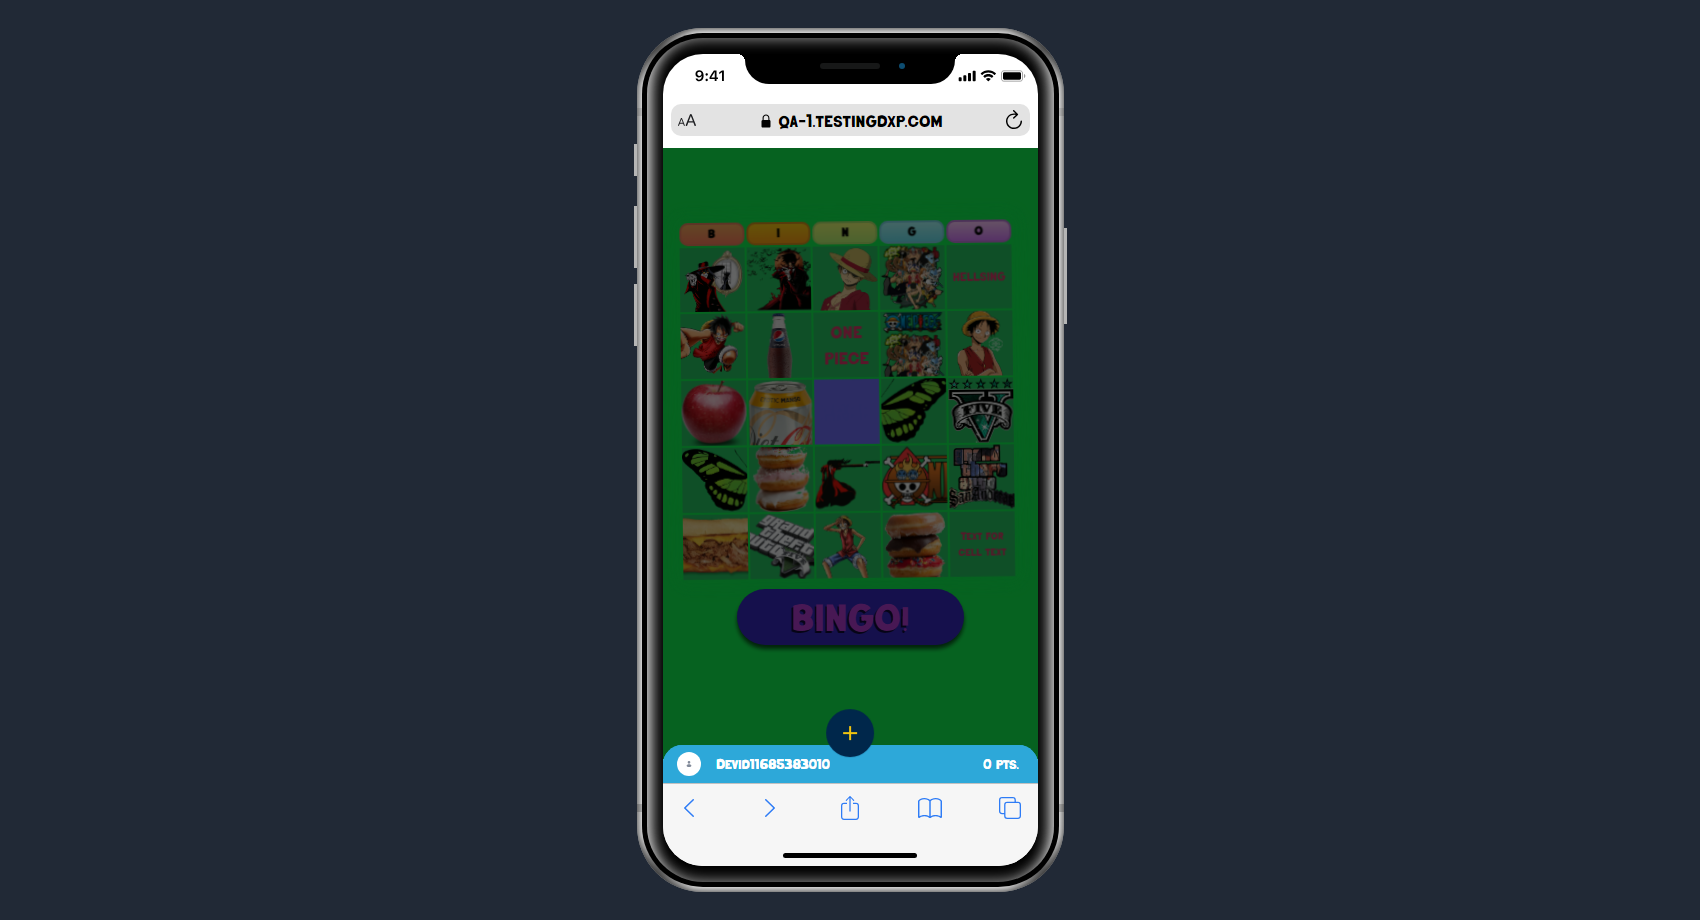 9:41
AA
QA-1.TESTINGDXP.COM
B I N G O
HELLSING
ONE
PIECE
FIVE
TEXT FOR
CELL TEXT
BINGO!
+
DEVID11685383010
0 PTS.